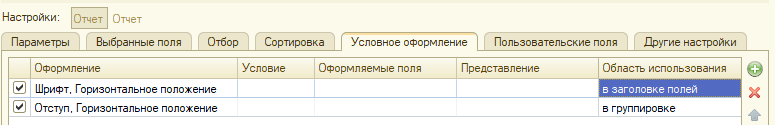 Настройки: Отчет Отчет
Параметры Выбранные поля Отбор Сортировка Условное оформление Пользовательские поля Другие настройки
Оформление Условие Оформляемые поля Представление Область использования
Шрифт, Горизонтальное положение в заголовке полей
Отступ, Горизонтальное положение в группировке